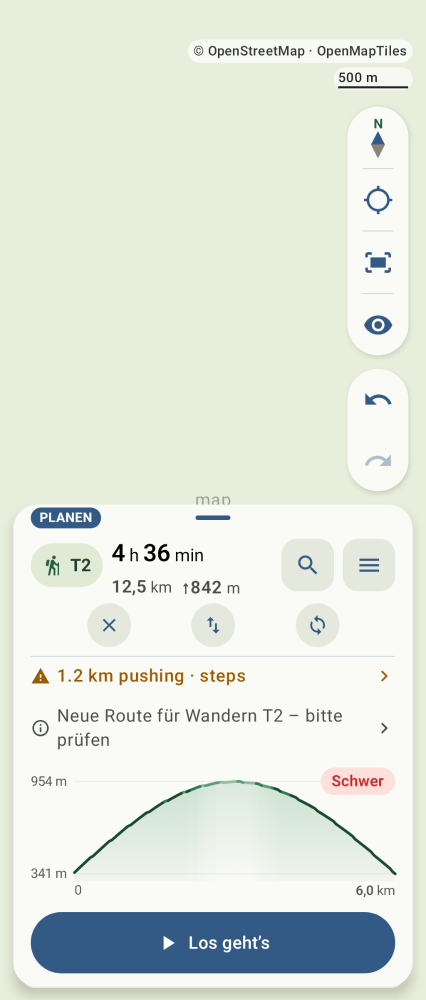 © OpenStreetMap · OpenMapTiles
500 m
N
map
PLANEN
T2
4 h 36 min
12,5 km ↑842 m
1.2 km pushing · steps
Neue Route für Wandern T2 – bitte
prüfen
954 m
Schwer
341 m
0
6,0 km
Los geht's